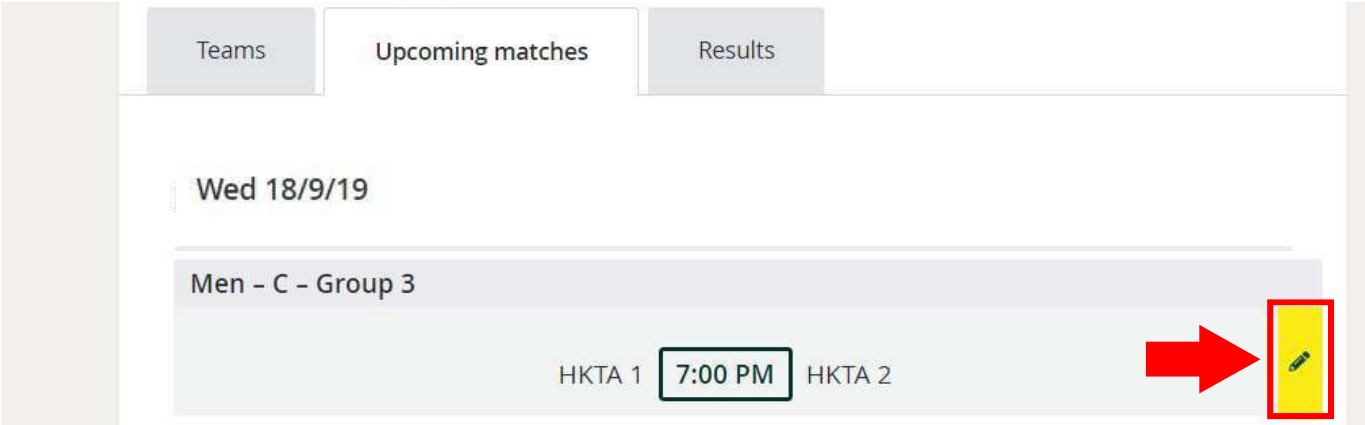 Teams Upcoming matches Results
Wed 18/9/19
Men – C – Group 3
HKTA 1 7:00 PM HKTA 2